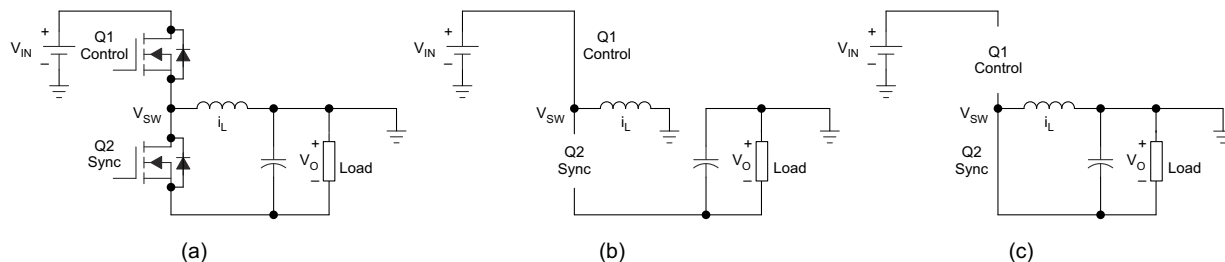 Q1
Control
V_IN
+
−
V_SW
i_L
Q2
Sync
+
V_O
−
Load
(a)
Q1
Control
V_IN
+
−
V_SW
i_L
Q2
Sync
+
V_O
−
Load
(b)
Q1
Control
V_IN
+
−
V_SW
i_L
Q2
Sync
+
V_O
−
Load
(c)